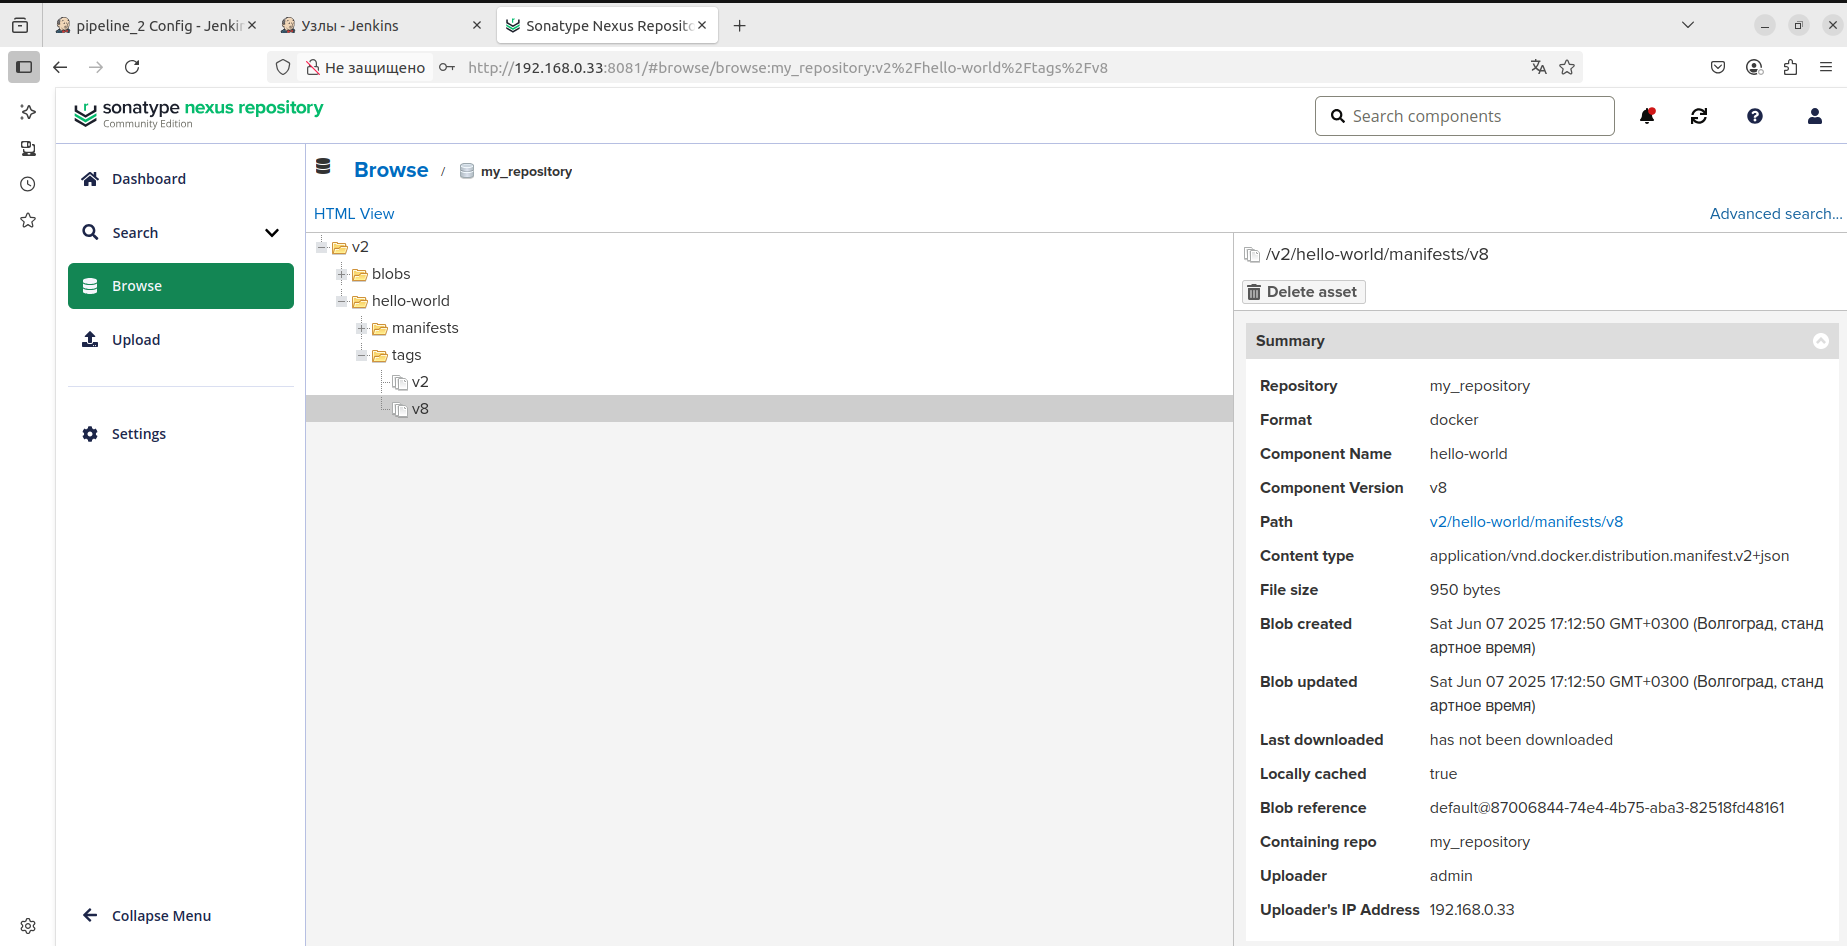 pipeline_2 Config - Jenkin
Узлы - Jenkins
Sonatype Nexus Reposito
Не защищено
http://192.168.0.33:8081/#browse/browse:my_repository:v2%2Fhello-world%2Ftags%2Fv8
sonatype nexus repository
Community Edition
Search components
Dashboard
Search
Browse
Upload
Settings
Collapse Menu
Browse / my_repository
HTML View
Advanced search...
v2
blobs
hello-world
manifests
tags
v2
v8
/v2/hello-world/manifests/v8
Delete asset
Summary
Repository my_repository
Format docker
Component Name hello-world
Component Version v8
Path v2/hello-world/manifests/v8
Content type application/vnd.docker.distribution.manifest.v2+json
File size 950 bytes
Blob created Sat Jun 07 2025 17:12:50 GMT+0300 (Волгоград, станд
артное время)
Blob updated Sat Jun 07 2025 17:12:50 GMT+0300 (Волгоград, станд
артное время)
Last downloaded has not been downloaded
Locally cached true
Blob reference default@87006844-74e4-4b75-aba3-82518fd48161
Containing repo my_repository
Uploader admin
Uploader's IP Address 192.168.0.33